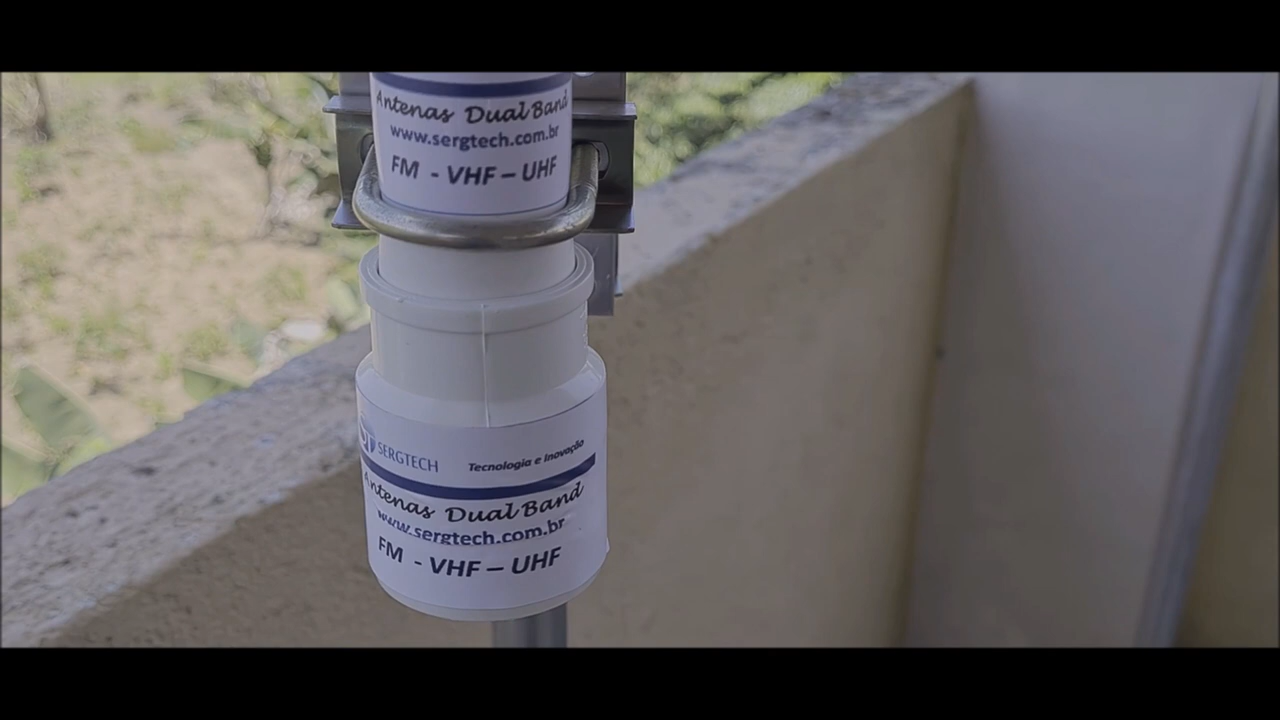 Antenas Dual Band
www.sergtech.com.br
FM - VHF – UHF
SERGTECH Tecnologia e Inovação
Antenas Dual Band
www.sergtech.com.br
FM - VHF – UHF